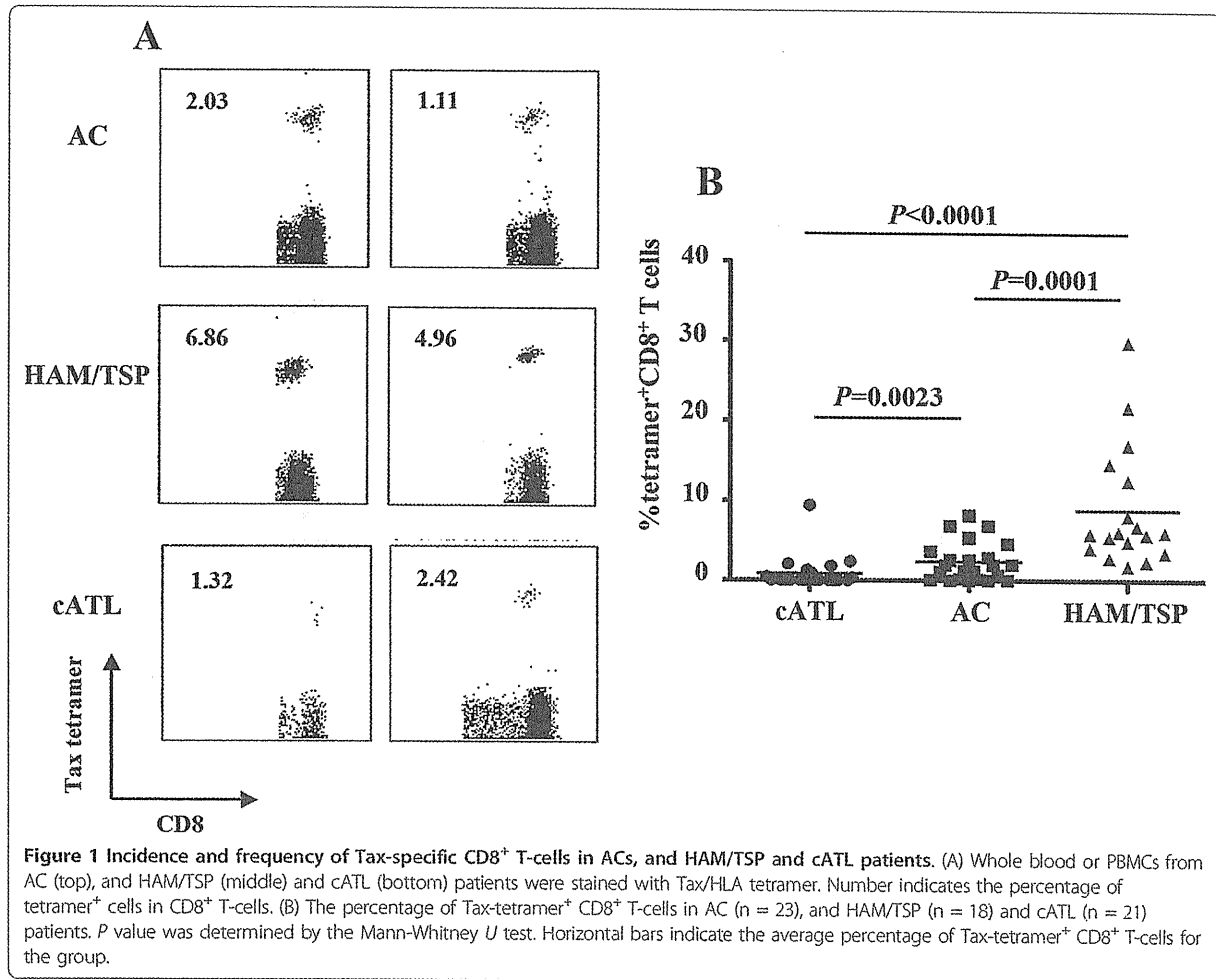 A
AC
2.03
1.11
HAM/TSP
6.86
4.96
cATL
1.32
2.42
Tax tetramer
CD8
B
P<0.0001
P=0.0001
P=0.0023
%tetramer⁺CD8⁺ T cells
40
30
20
10
0
cATL
AC
HAM/TSP
Figure 1 Incidence and frequency of Tax-specific CD8⁺ T-cells in ACs, and HAM/TSP and cATL patients. (A) Whole blood or PBMCs from
AC (top), and HAM/TSP (middle) and cATL (bottom) patients were stained with Tax/HLA tetramer. Number indicates the percentage of
tetramer⁺ cells in CD8⁺ T-cells. (B) The percentage of Tax-tetramer⁺ CD8⁺ T-cells in AC (n = 23), and HAM/TSP (n = 18) and cATL (n = 21)
patients. P value was determined by the Mann-Whitney U test. Horizontal bars indicate the average percentage of Tax-tetramer⁺ CD8⁺ T-cells for
the group.